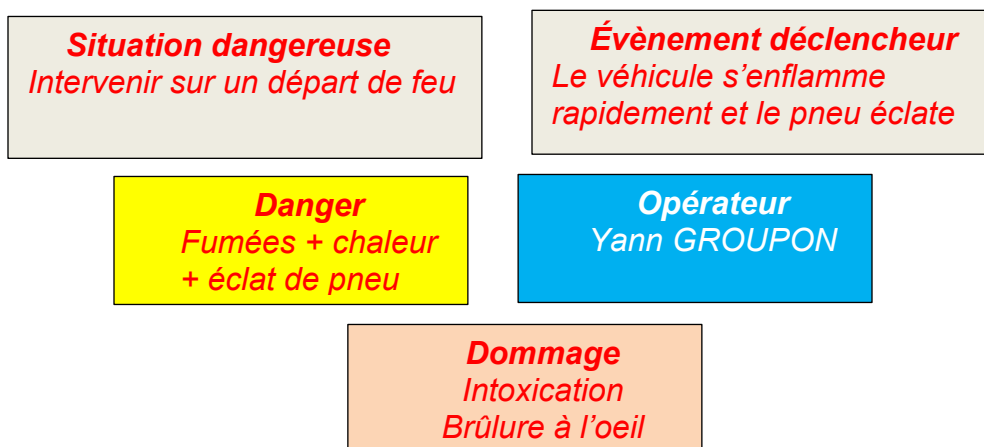 Situation dangereuse
Intervenir sur un départ de feu
Évènement déclencheur
Le véhicule s’enflamme
rapidement et le pneu éclate
Danger
Fumées + chaleur
+ éclat de pneu
Opérateur
Yann GROUPON
Dommage
Intoxication
Brûlure à l’oeil